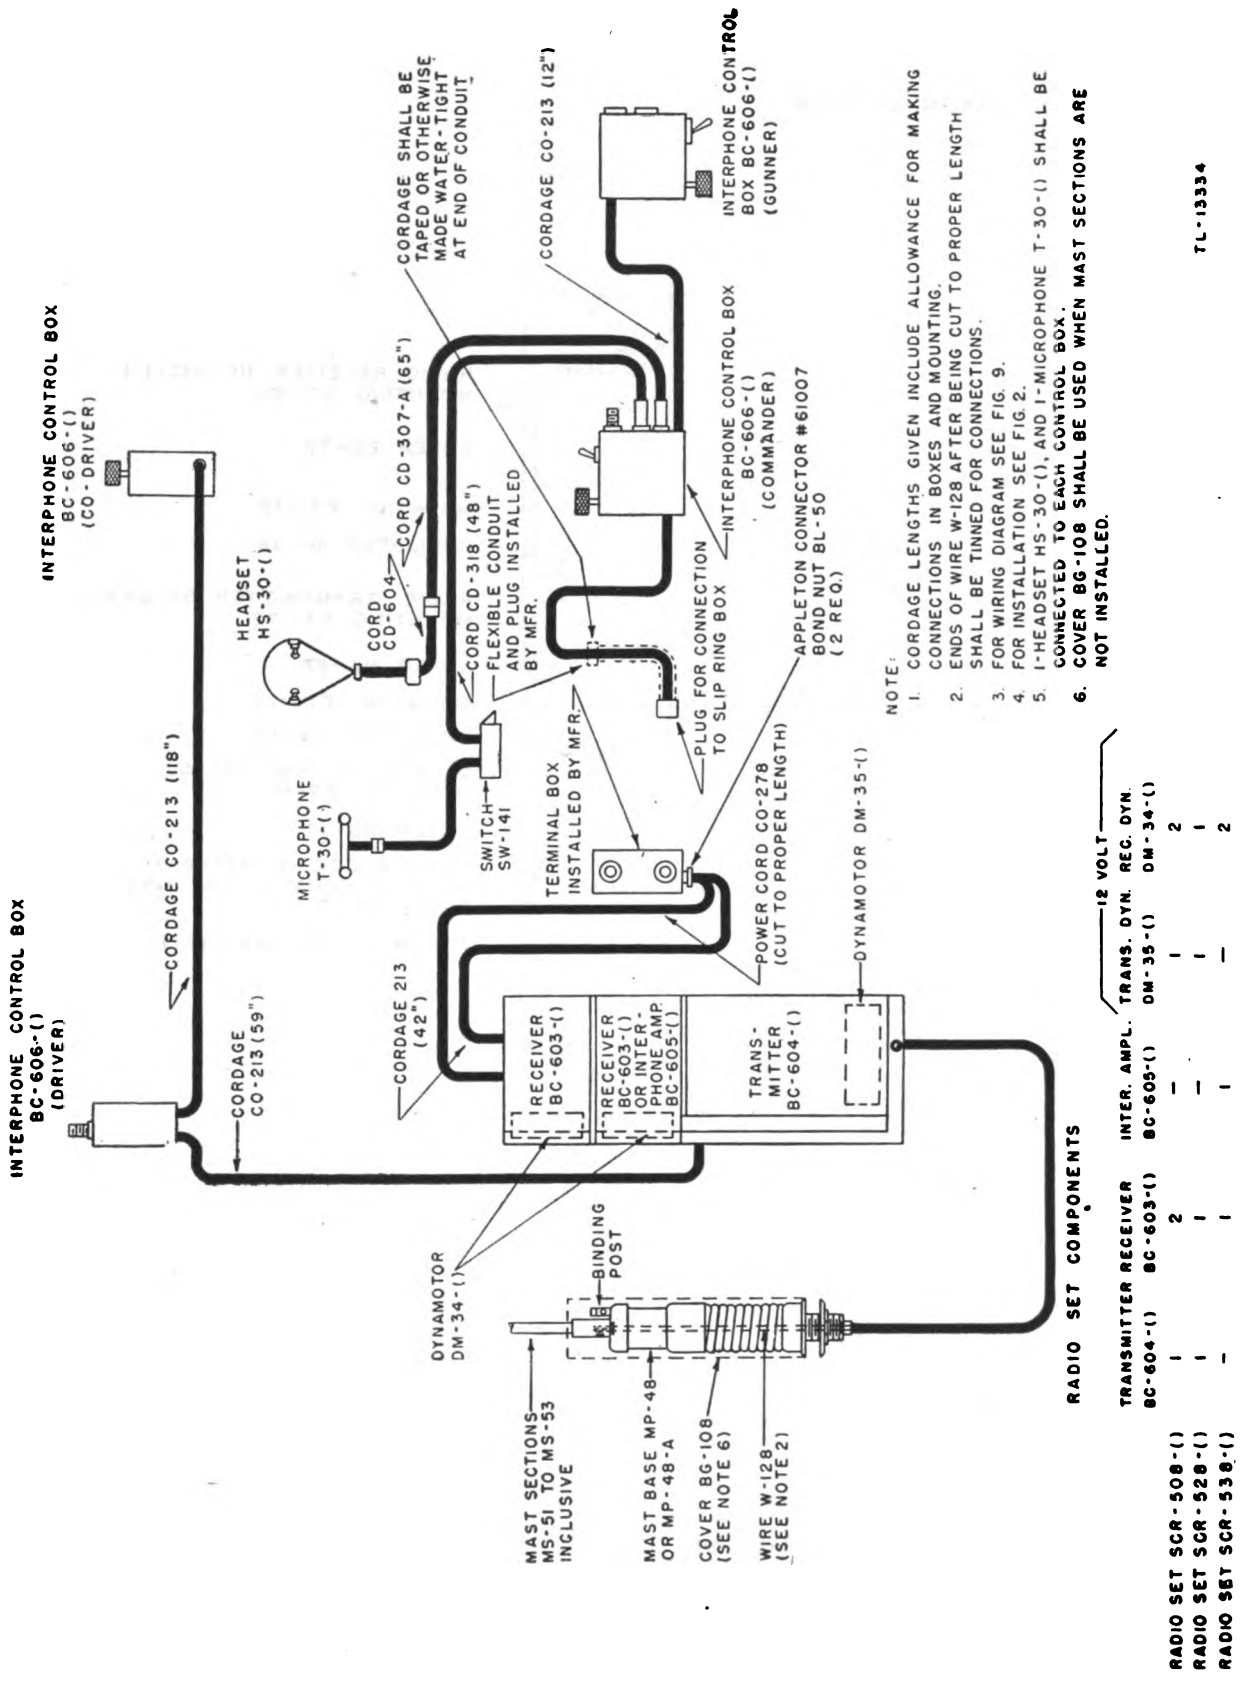 INTERPHONE CONTROL BOX
BC-606-()
(DRIVER)
INTERPHONE CONTROL BOX
BC-606-()
(CO-DRIVER)
CORDAGE CO-213 (118")
CORDAGE
CO-213 (59")
HEADSET
HS-30-()
MICROPHONE
T-30-()
CORD
CD-604
CORD CD-307-A (65")
CORD CD-318 (48")
FLEXIBLE CONDUIT
AND PLUG INSTALLED
BY MFR.
SWITCH
SW-141
CORDAGE SHALL BE
TAPED OR OTHERWISE
MADE WATER-TIGHT
AT END OF CONDUIT
CORDAGE CO-213 (12")
CORDAGE 213
(42")
TERMINAL BOX
INSTALLED BY MFR.
DYNAMOTOR
DM-34-()
RECEIVER
BC-603-()
RECEIVER
BC-603-()
OR INTER-
PHONE AMP.
BC-605-()
TRANS-
MITTER
BC-604-()
BINDING
POST
MAST SECTIONS
MS-51 TO MS-53
INCLUSIVE
MAST BASE MP-48
OR MP-48-A
COVER BG-108
(SEE NOTE 6)
WIRE W-128
(SEE NOTE 2)
PLUG FOR CONNECTION
TO SLIP RING BOX
INTERPHONE CONTROL BOX
BC-606-()
(COMMANDER)
INTERPHONE CONTROL
BOX BC-606-()
(GUNNER)
POWER CORD CO-278
(CUT TO PROPER LENGTH)
APPLETON CONNECTOR #61007
BOND NUT BL-50
(2 REQ.)
DYNAMOTOR DM-35-()
NOTE:
1. CORDAGE LENGTHS GIVEN INCLUDE ALLOWANCE FOR MAKING
CONNECTIONS IN BOXES AND MOUNTING.
2. ENDS OF WIRE W-128 AFTER BEING CUT TO PROPER LENGTH
SHALL BE TINNED FOR CONNECTIONS.
3. FOR WIRING DIAGRAM SEE FIG. 9.
4. FOR INSTALLATION SEE FIG. 2.
5. 1-HEADSET HS-30-(), AND 1-MICROPHONE T-30-() SHALL BE
CONNECTED TO EACH CONTROL BOX.
6. COVER BG-108 SHALL BE USED WHEN MAST SECTIONS ARE
NOT INSTALLED.
RADIO SET COMPONENTS
12 VOLT
TRANSMITTER RECEIVER INTER. AMPL. TRANS. DYN. REC. DYN.
BC-604-() BC-603-() BC-605-() DM-35-() DM-34-()
RADIO SET SCR-508-() 1 2 - 1 2
RADIO SET SCR-528-() 1 1 1 1 1
RADIO SET SCR-538-() - 1 1 - 2
TL-13334